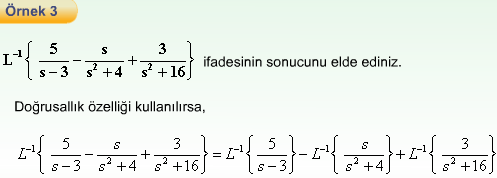 Örnek 3
L⁻¹{ 5/(s−3) − s/(s²+4) + 3/(s²+16) } ifadesinin sonucunu elde ediniz.
Doğrusallık özelliği kullanılırsa,
L⁻¹{ 5/(s−3) − s/(s²+4) + 3/(s²+16) } = L⁻¹{ 5/(s−3) } − L⁻¹{ s/(s²+4) } + L⁻¹{ 3/(s²+16) }